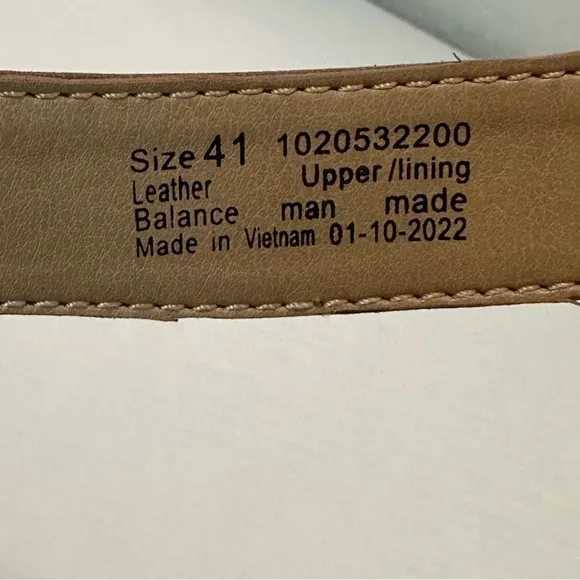 Size 41 1020532200
Leather Upper/lining
Balance man made
Made in Vietnam 01-10-2022